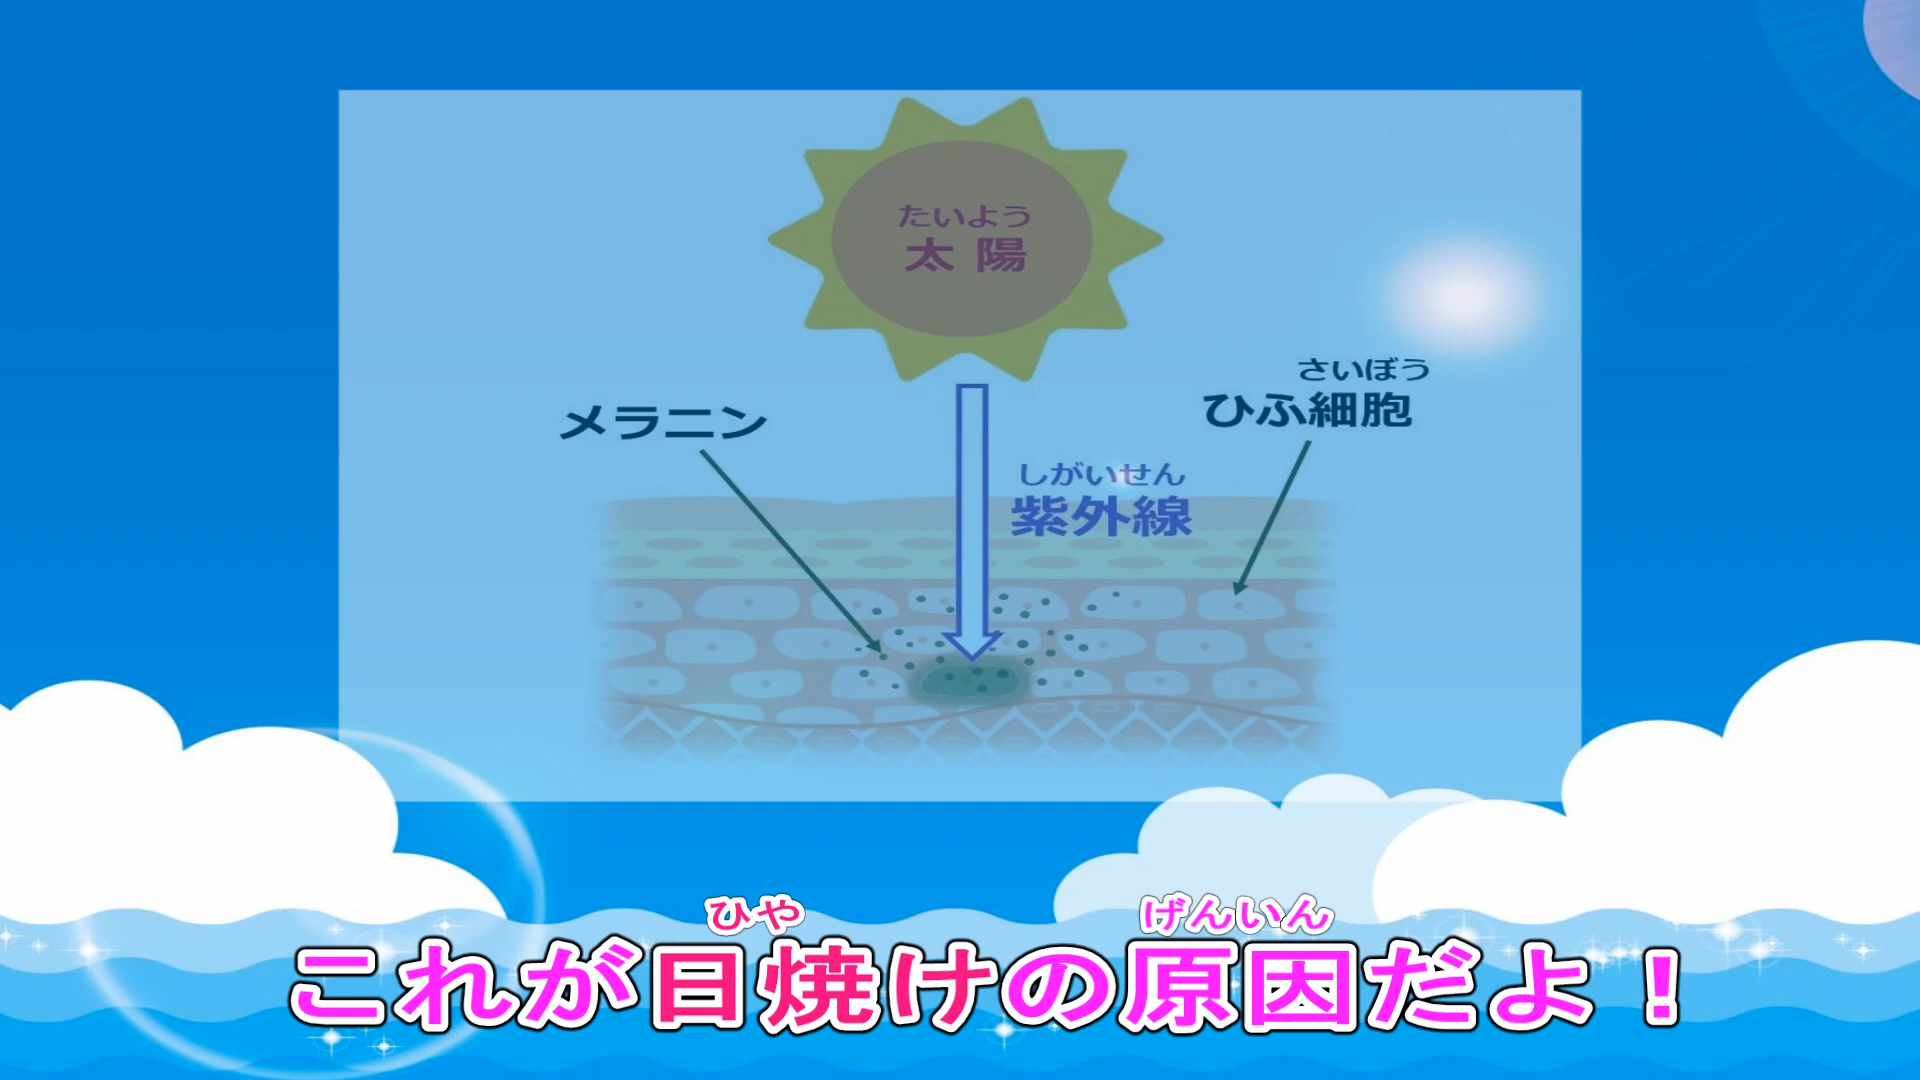 たいよう
太陽
さいぼう
ひふ細胞
メラニン
しがいせん
紫外線
ひや
げんいん
これが日焼けの原因だよ！